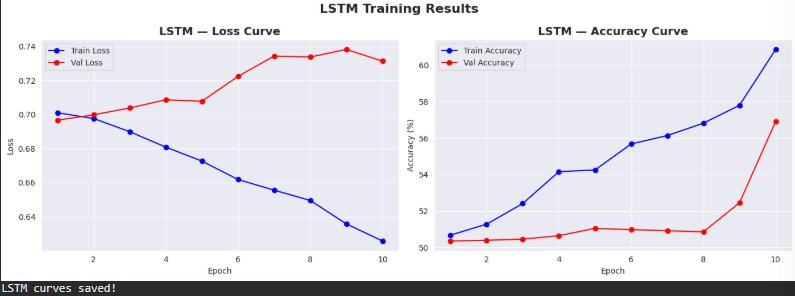 LSTM Training Results
LSTM — Loss Curve
0.74
0.72
0.70
0.68
0.66
0.64
Train Loss
Val Loss
Loss
2
4
6
8
10
Epoch
LSTM — Accuracy Curve
60
58
56
54
52
50
Train Accuracy
Val Accuracy
Accuracy (%)
2
4
6
8
10
Epoch
LSTM curves saved!